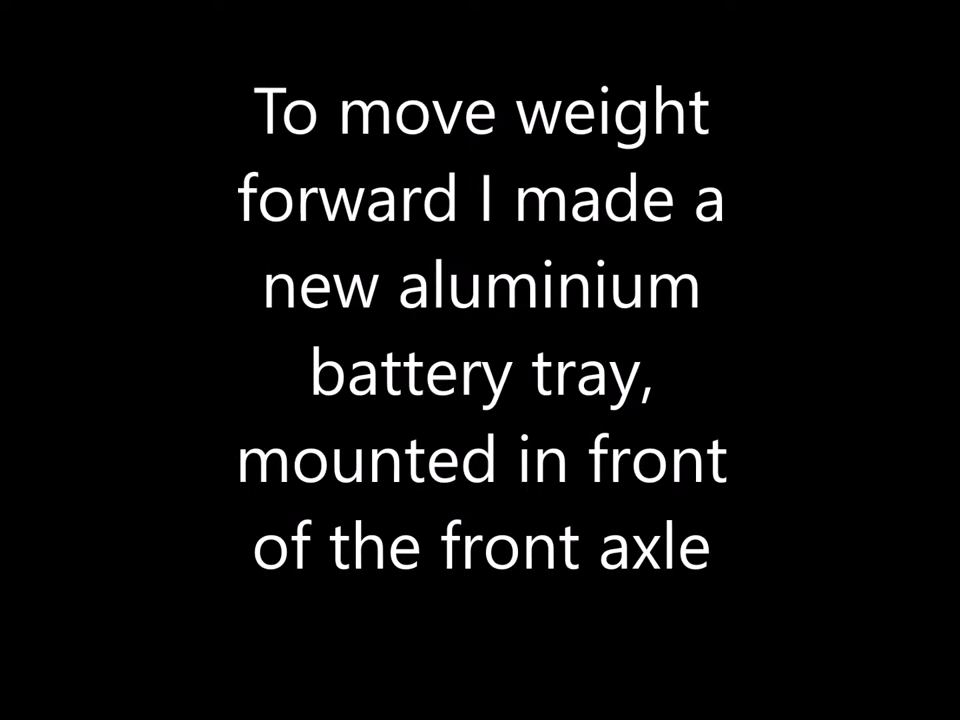 To move weight
forward I made a
new aluminium
battery tray,
mounted in front
of the front axle